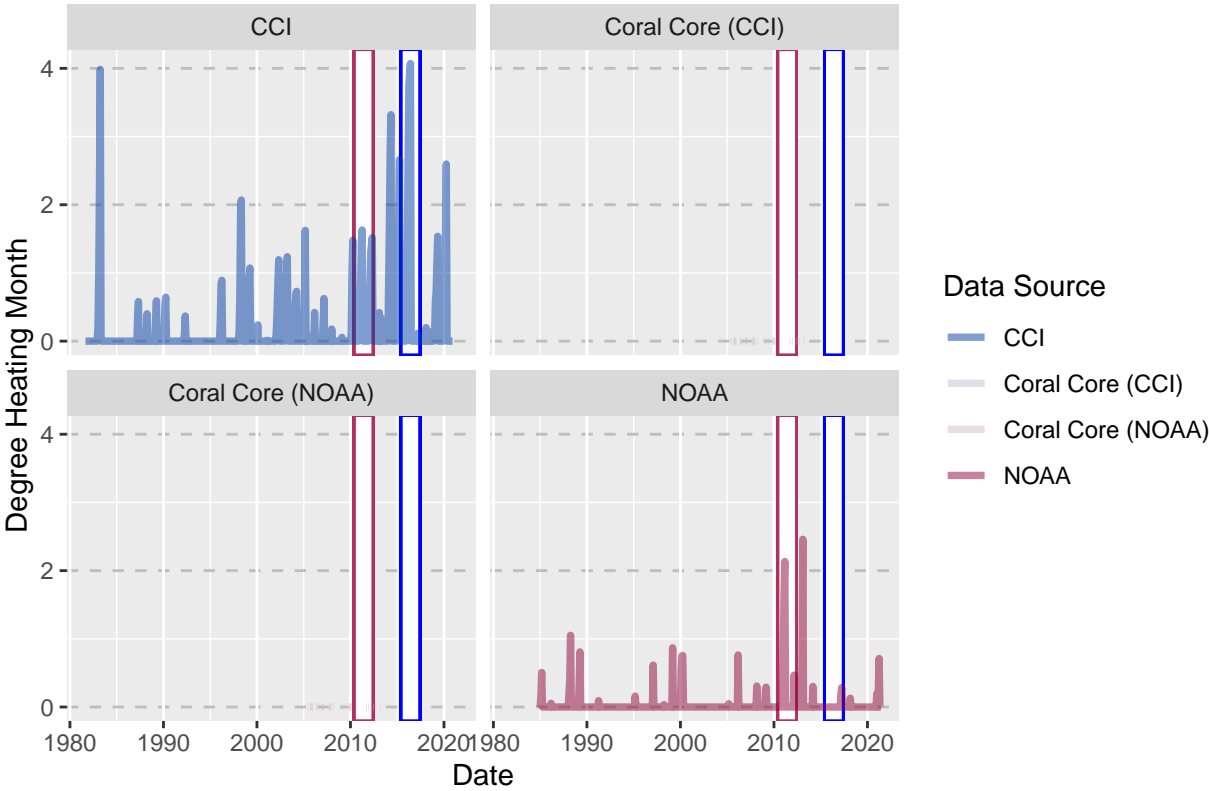 CCI
Coral Core (CCI)
4
2
0
Coral Core (NOAA)
NOAA
4
2
0
1980
1990
2000
2010
2020
1980
1990
2000
2010
2020
Date
Degree Heating Month
Data Source
CCI
Coral Core (CCI)
Coral Core (NOAA)
NOAA